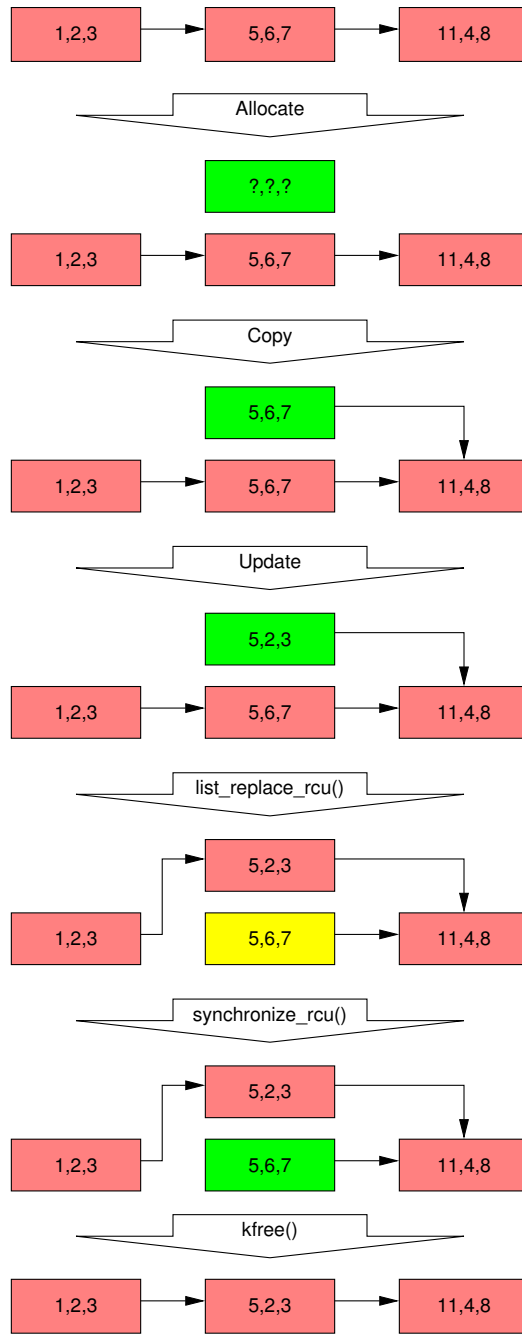 1,2,3 5,6,7 11,4,8
Allocate
?,?,?
1,2,3 5,6,7 11,4,8
Copy
5,6,7
1,2,3 5,6,7 11,4,8
Update
5,2,3
1,2,3 5,6,7 11,4,8
list_replace_rcu()
5,2,3
1,2,3 5,6,7 11,4,8
synchronize_rcu()
5,2,3
1,2,3 5,6,7 11,4,8
kfree()
1,2,3 5,2,3 11,4,8